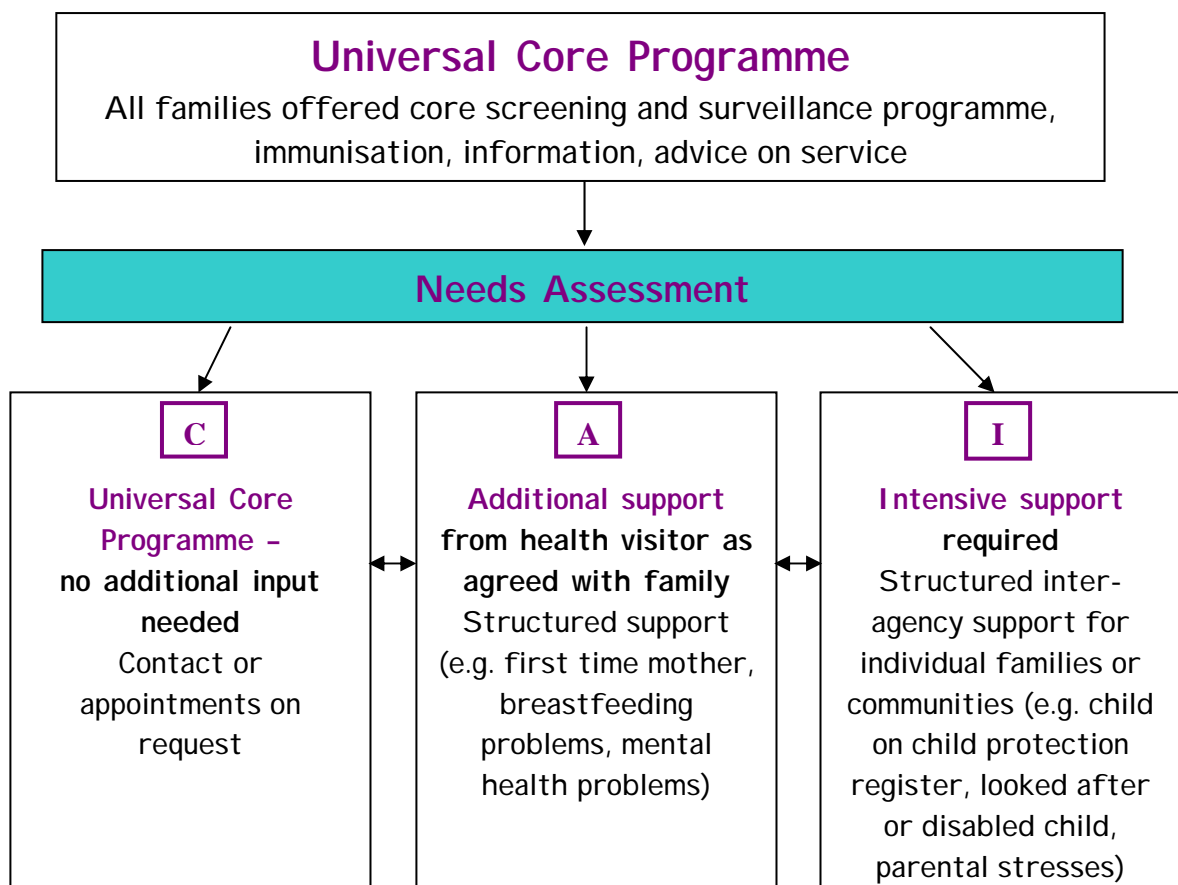 Universal Core Programme
All families offered core screening and surveillance programme,
immunisation, information, advice on service
Needs Assessment
C
Universal Core
Programme –
no additional input
needed
Contact or
appointments on
request
A
Additional support
from health visitor as
agreed with family
Structured support
(e.g. first time mother,
breastfeeding
problems, mental
health problems)
I
Intensive support
required
Structured inter-
agency support for
individual families or
communities (e.g. child
on child protection
register, looked after
or disabled child,
parental stresses)